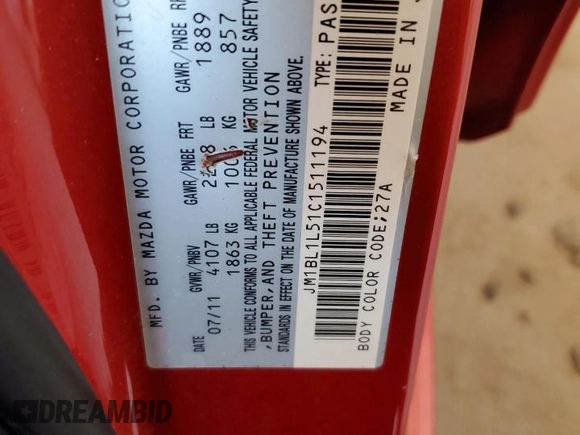 MFD. BY MAZDA MOTOR CORPORATION
GVWR/PNBV GAWR/PNBE FRT GAWR/PNBE
DATE
07/11 4107 LB LB 1889
1863 KG KG 857
THIS VEHICLE CONFORMS TO ALL APPLICABLE FEDERAL MOTOR VEHICLE SAFETY
, BUMPER, AND THEFT PREVENTION
STANDARDS IN EFFECT ON THE DATE OF MANUFACTURE SHOWN ABOVE.
JM1BL1L51C1511194 TYPE:
BODY COLOR CODE;27A MADE IN
DREAMBID